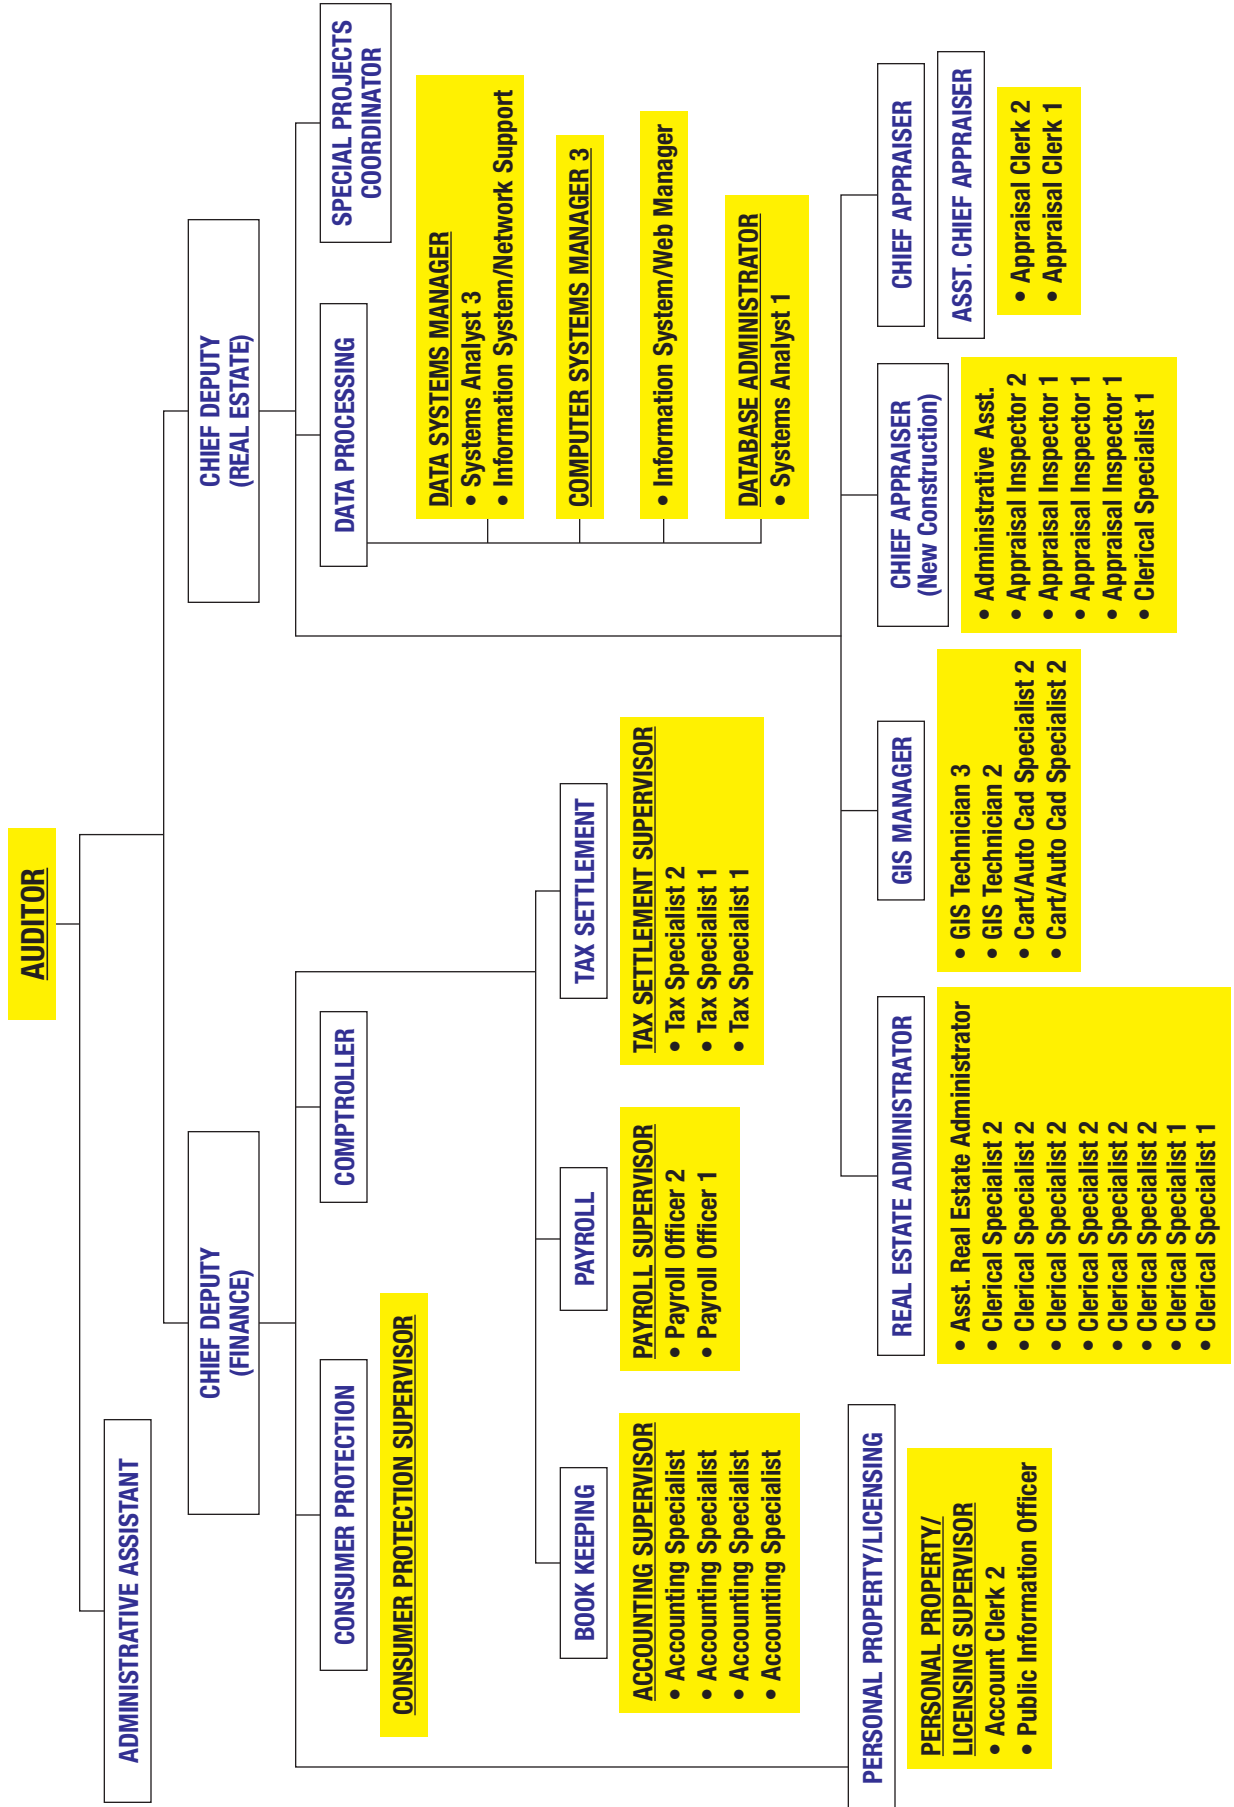 AUDITOR
ADMINISTRATIVE ASSISTANT
CHIEF DEPUTY
(FINANCE)
CHIEF DEPUTY
(REAL ESTATE)
CONSUMER PROTECTION
CONSUMER PROTECTION SUPERVISOR
COMPTROLLER
DATA PROCESSING
SPECIAL PROJECTS
COORDINATOR
DATA SYSTEMS MANAGER
• Systems Analyst 3
• Information System/Network Support
COMPUTER SYSTEMS MANAGER 3
• Information System/Web Manager
DATABASE ADMINISTRATOR
• Systems Analyst 1
BOOK KEEPING
ACCOUNTING SUPERVISOR
• Accounting Specialist
• Accounting Specialist
• Accounting Specialist
• Accounting Specialist
PAYROLL
PAYROLL SUPERVISOR
• Payroll Officer 2
• Payroll Officer 1
TAX SETTLEMENT
TAX SETTLEMENT SUPERVISOR
• Tax Specialist 2
• Tax Specialist 1
• Tax Specialist 1
PERSONAL PROPERTY/LICENSING
PERSONAL PROPERTY/
LICENSING SUPERVISOR
• Account Clerk 2
• Public Information Officer
REAL ESTATE ADMINISTRATOR
• Asst. Real Estate Administrator
• Clerical Specialist 2
• Clerical Specialist 2
• Clerical Specialist 2
• Clerical Specialist 2
• Clerical Specialist 2
• Clerical Specialist 2
• Clerical Specialist 1
• Clerical Specialist 1
GIS MANAGER
• GIS Technician 3
• GIS Technician 2
• Cart/Auto Cad Specialist 2
• Cart/Auto Cad Specialist 2
CHIEF APPRAISER
(New Construction)
• Administrative Asst.
• Appraisal Inspector 2
• Appraisal Inspector 1
• Appraisal Inspector 1
• Appraisal Inspector 1
• Clerical Specialist 1
CHIEF APPRAISER
ASST. CHIEF APPRAISER
• Appraisal Clerk 2
• Appraisal Clerk 1